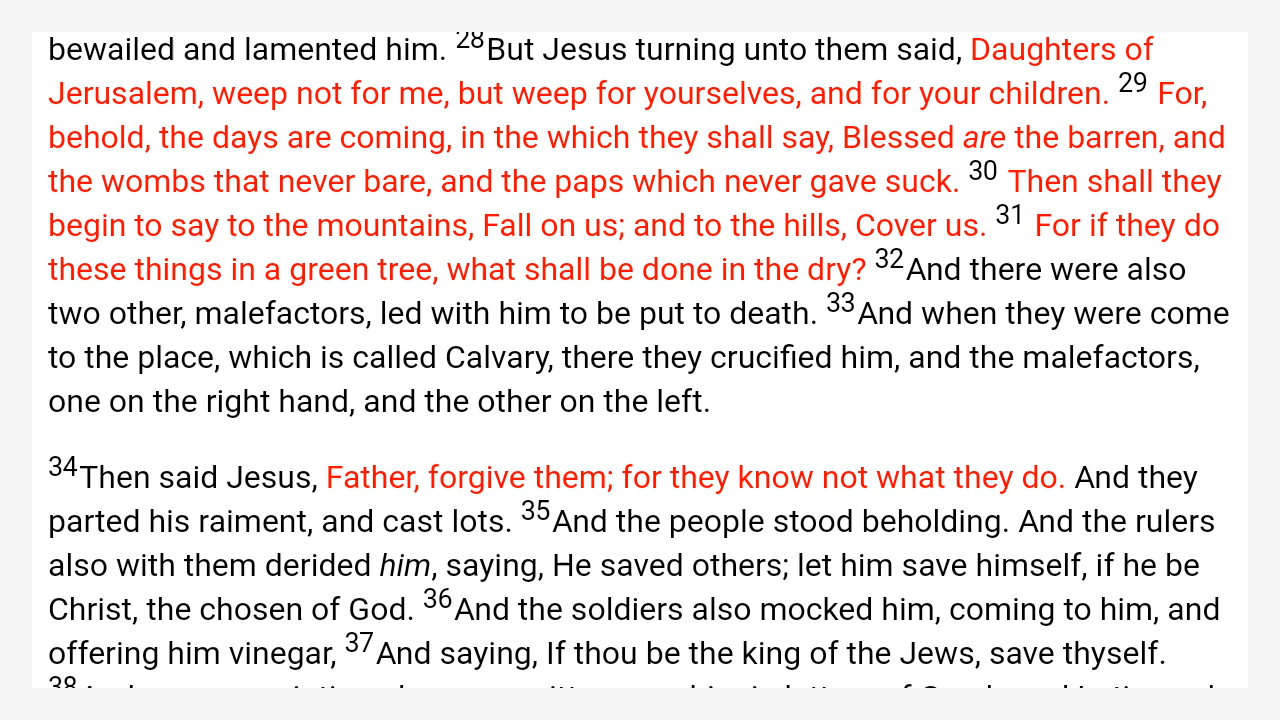 bewailed and lamented him. 28But Jesus turning unto them said, Daughters of
Jerusalem, weep not for me, but weep for yourselves, and for your children. 29 For,
behold, the days are coming, in the which they shall say, Blessed are the barren, and
the wombs that never bare, and the paps which never gave suck. 30 Then shall they
begin to say to the mountains, Fall on us; and to the hills, Cover us. 31 For if they do
these things in a green tree, what shall be done in the dry? 32And there were also
two other, malefactors, led with him to be put to death. 33And when they were come
to the place, which is called Calvary, there they crucified him, and the malefactors,
one on the right hand, and the other on the left.
34Then said Jesus, Father, forgive them; for they know not what they do. And they
parted his raiment, and cast lots. 35And the people stood beholding. And the rulers
also with them derided him, saying, He saved others; let him save himself, if he be
Christ, the chosen of God. 36And the soldiers also mocked him, coming to him, and
offering him vinegar, 37And saying, If thou be the king of the Jews, save thyself.
38